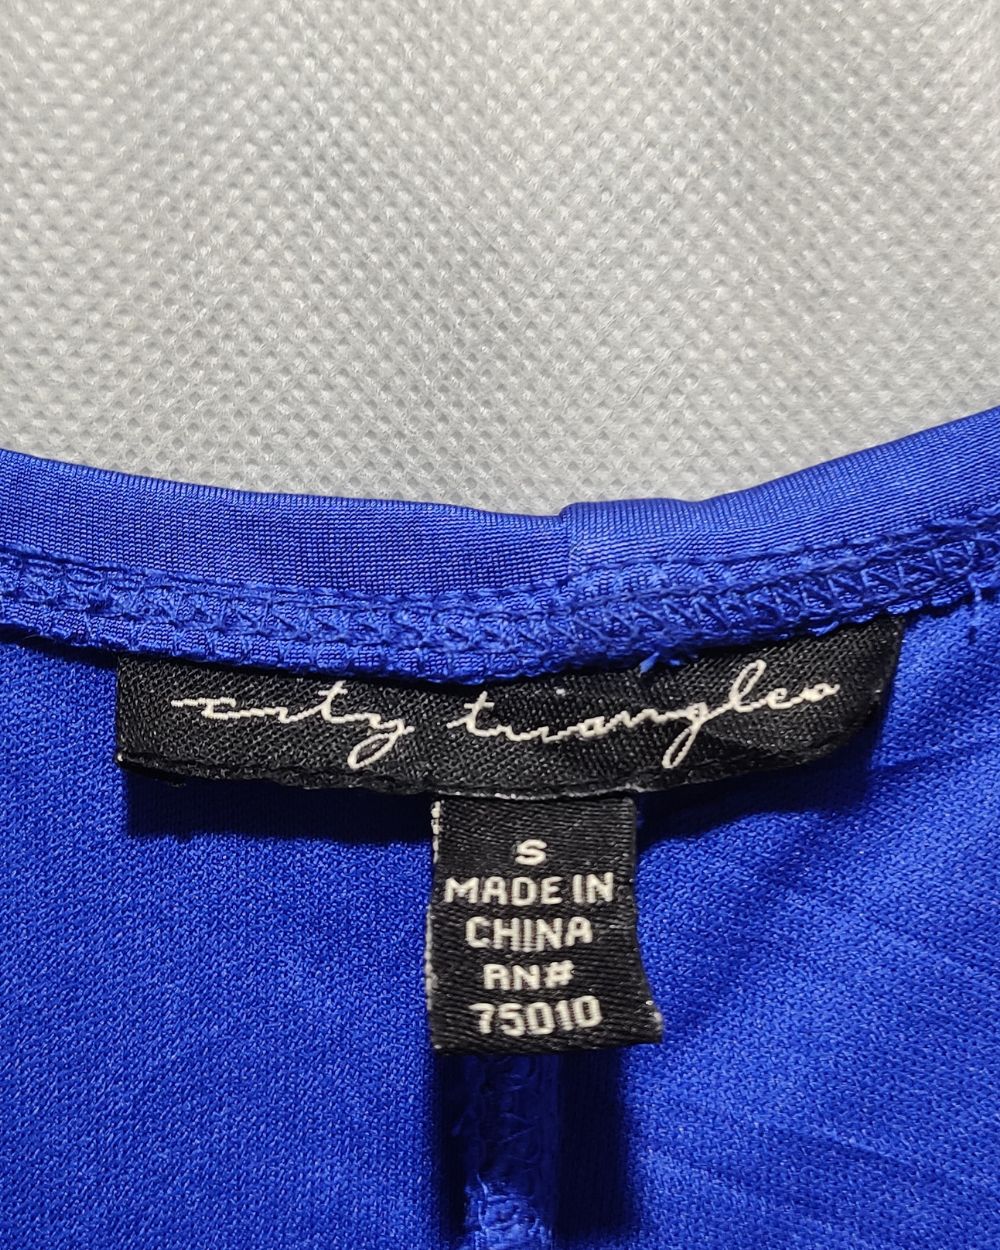 city triangles
S
MADE IN
CHINA
RN#
75010